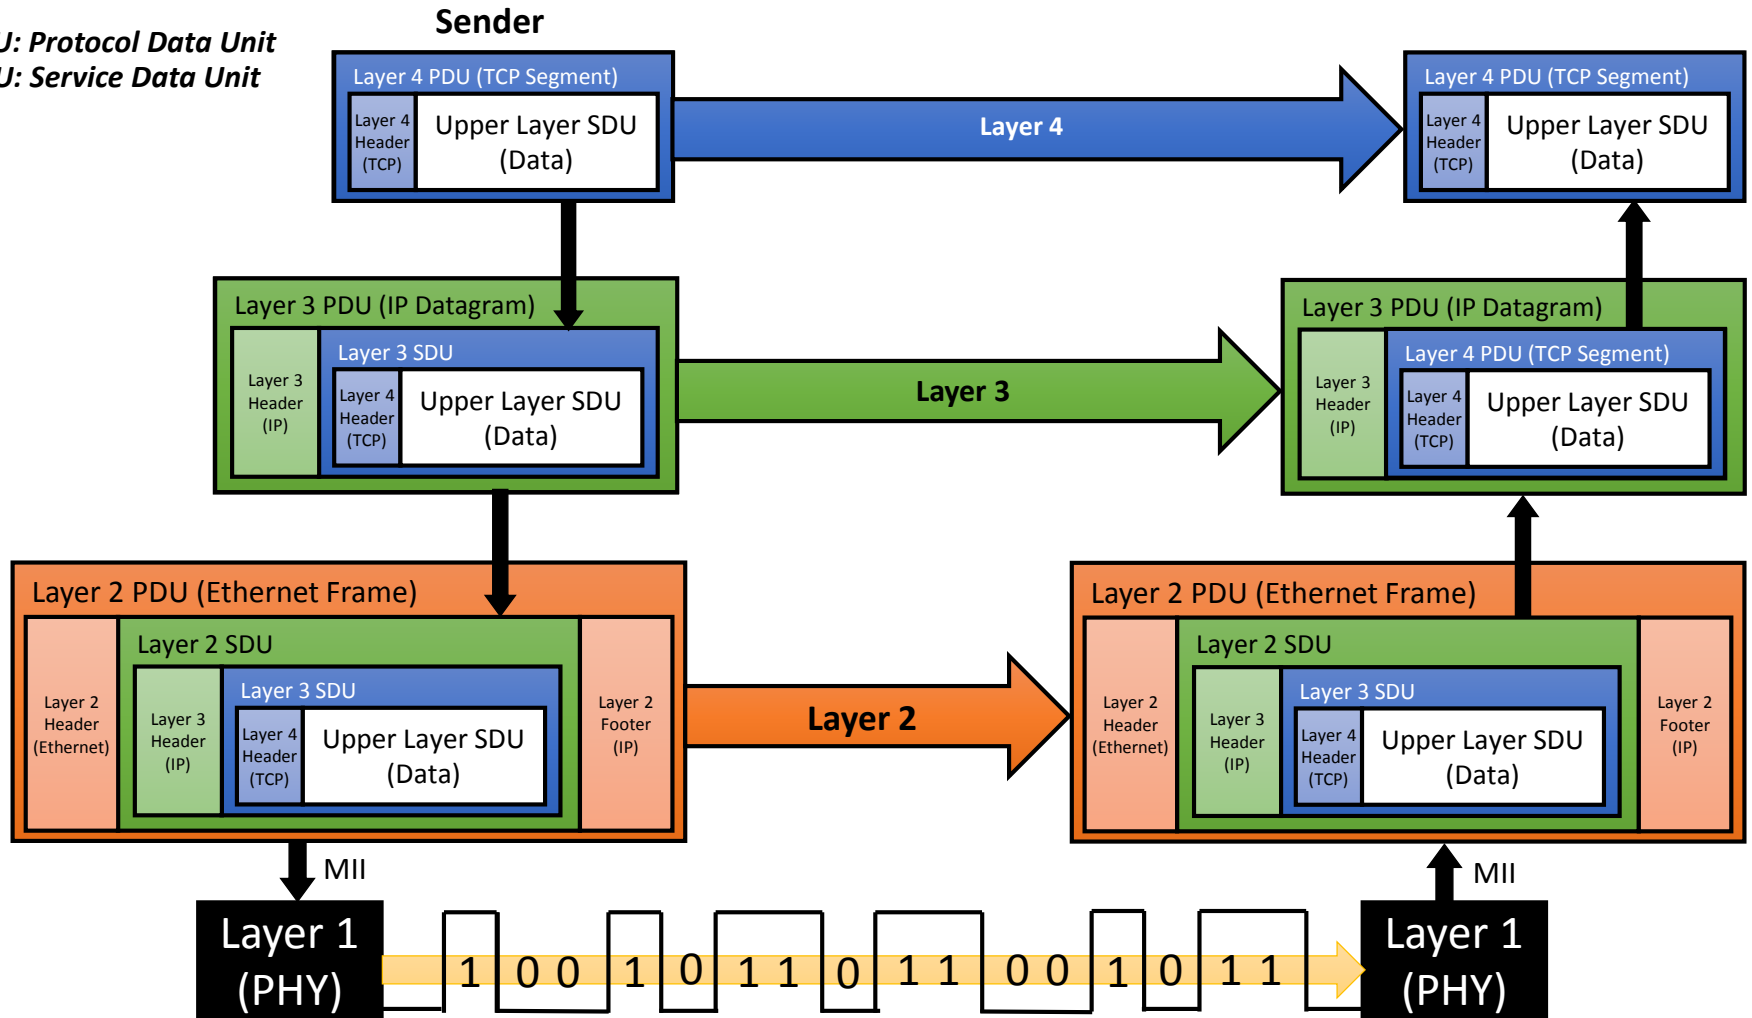 Sender
U: Protocol Data Unit
U: Service Data Unit
Layer 4 PDU (TCP Segment)
Layer 4
Header
(TCP)
Upper Layer SDU
(Data)
Layer 4
Layer 4 PDU (TCP Segment)
Layer 4
Header
(TCP)
Upper Layer SDU
(Data)
Layer 3 PDU (IP Datagram)
Layer 3
Header
(IP)
Layer 3 SDU
Layer 4
Header
(TCP)
Upper Layer SDU
(Data)
Layer 3
Layer 3 PDU (IP Datagram)
Layer 3
Header
(IP)
Layer 4 PDU (TCP Segment)
Layer 4
Header
(TCP)
Upper Layer SDU
(Data)
Layer 2 PDU (Ethernet Frame)
Layer 2
Header
(Ethernet)
Layer 2 SDU
Layer 3
Header
(IP)
Layer 3 SDU
Layer 4
Header
(TCP)
Upper Layer SDU
(Data)
Layer 2
Footer
(IP)
Layer 2
Layer 2 PDU (Ethernet Frame)
Layer 2
Header
(Ethernet)
Layer 2 SDU
Layer 3
Header
(IP)
Layer 3 SDU
Layer 4
Header
(TCP)
Upper Layer SDU
(Data)
Layer 2
Footer
(IP)
MII
MII
Layer 1
(PHY)
1 0 0 1 0 1 1 0 1 1 0 0 1 0 1 1
Layer 1
(PHY)